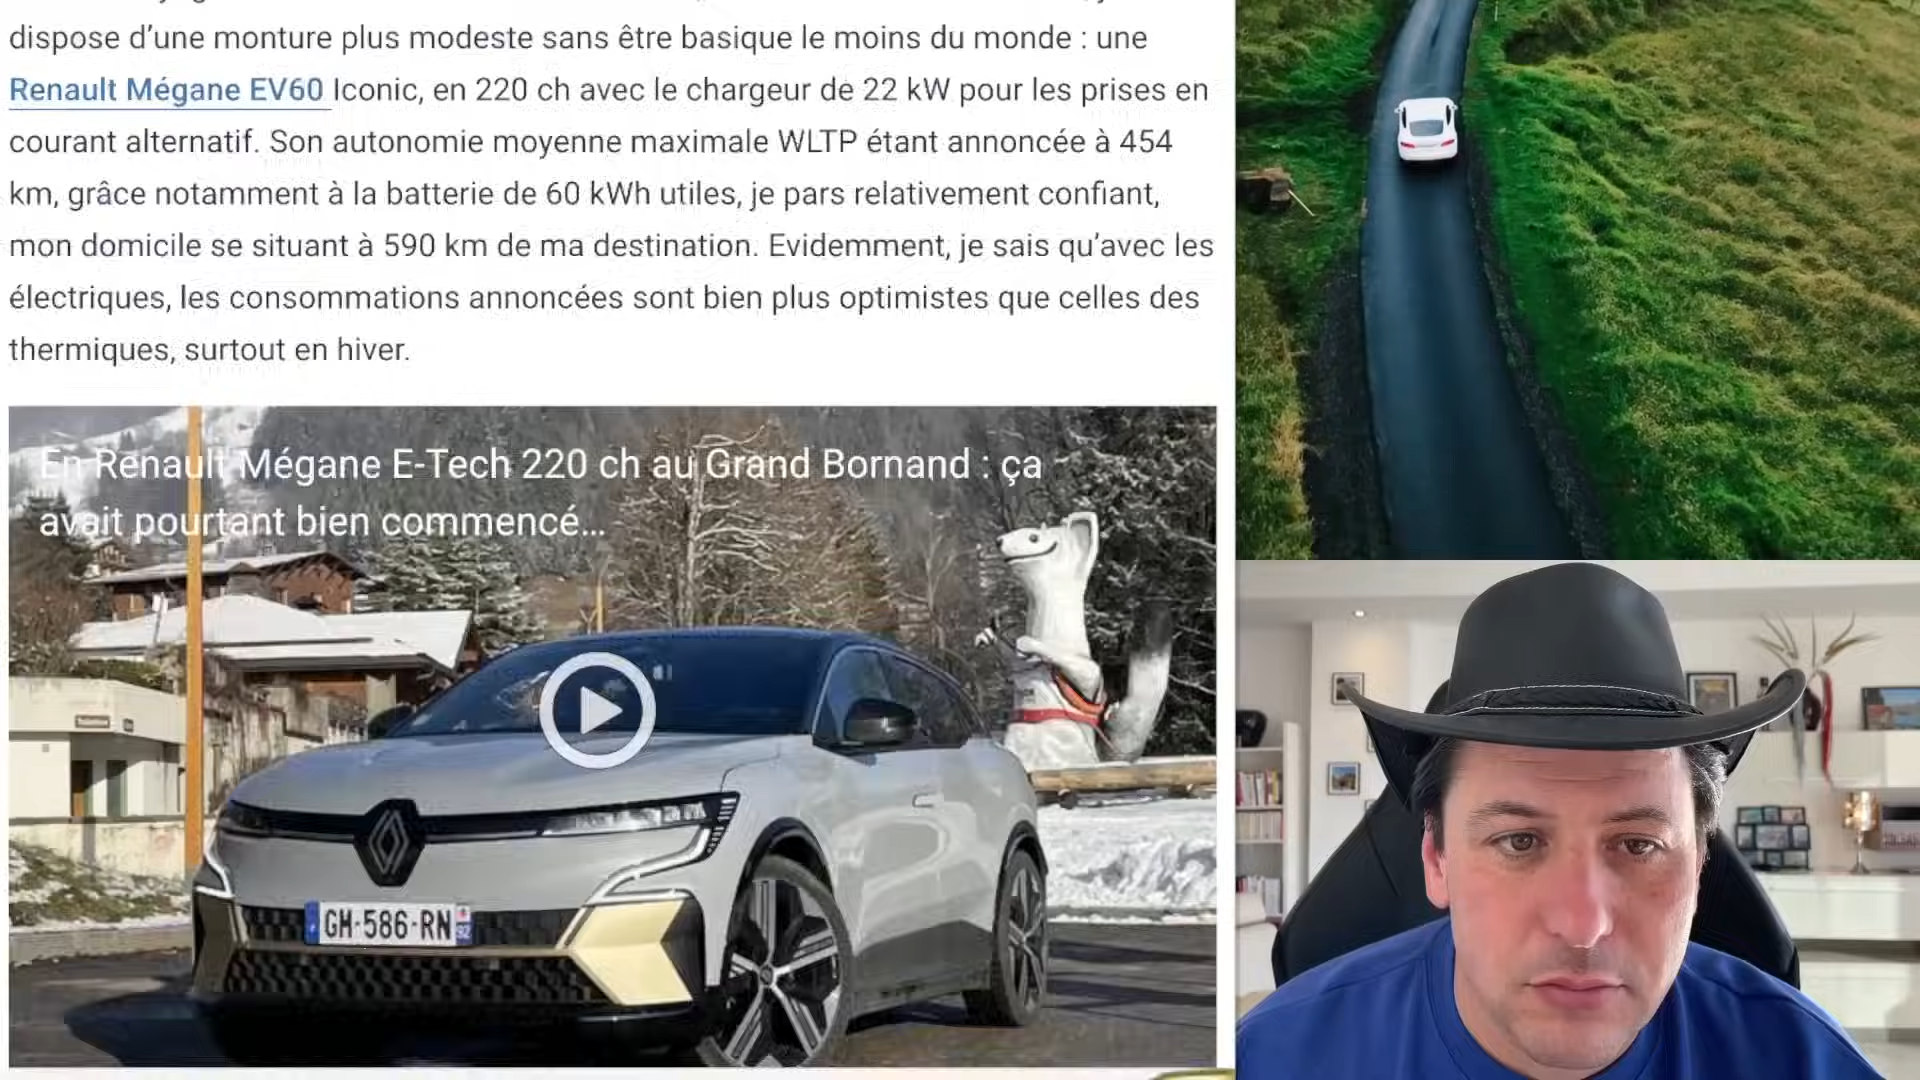 dispose d’une monture plus modeste sans être basique le moins du monde : une
Renault Mégane EV60 Iconic, en 220 ch avec le chargeur de 22 kW pour les prises en
courant alternatif. Son autonomie moyenne maximale WLTP étant annoncée à 454
km, grâce notamment à la batterie de 60 kWh utiles, je pars relativement confiant,
mon domicile se situant à 590 km de ma destination. Evidemment, je sais qu’avec les
électriques, les consommations annoncées sont bien plus optimistes que celles des
thermiques, surtout en hiver.
En Renault Mégane E-Tech 220 ch au Grand Bornand : ça
avait pourtant bien commencé...
GH-586-RN
92